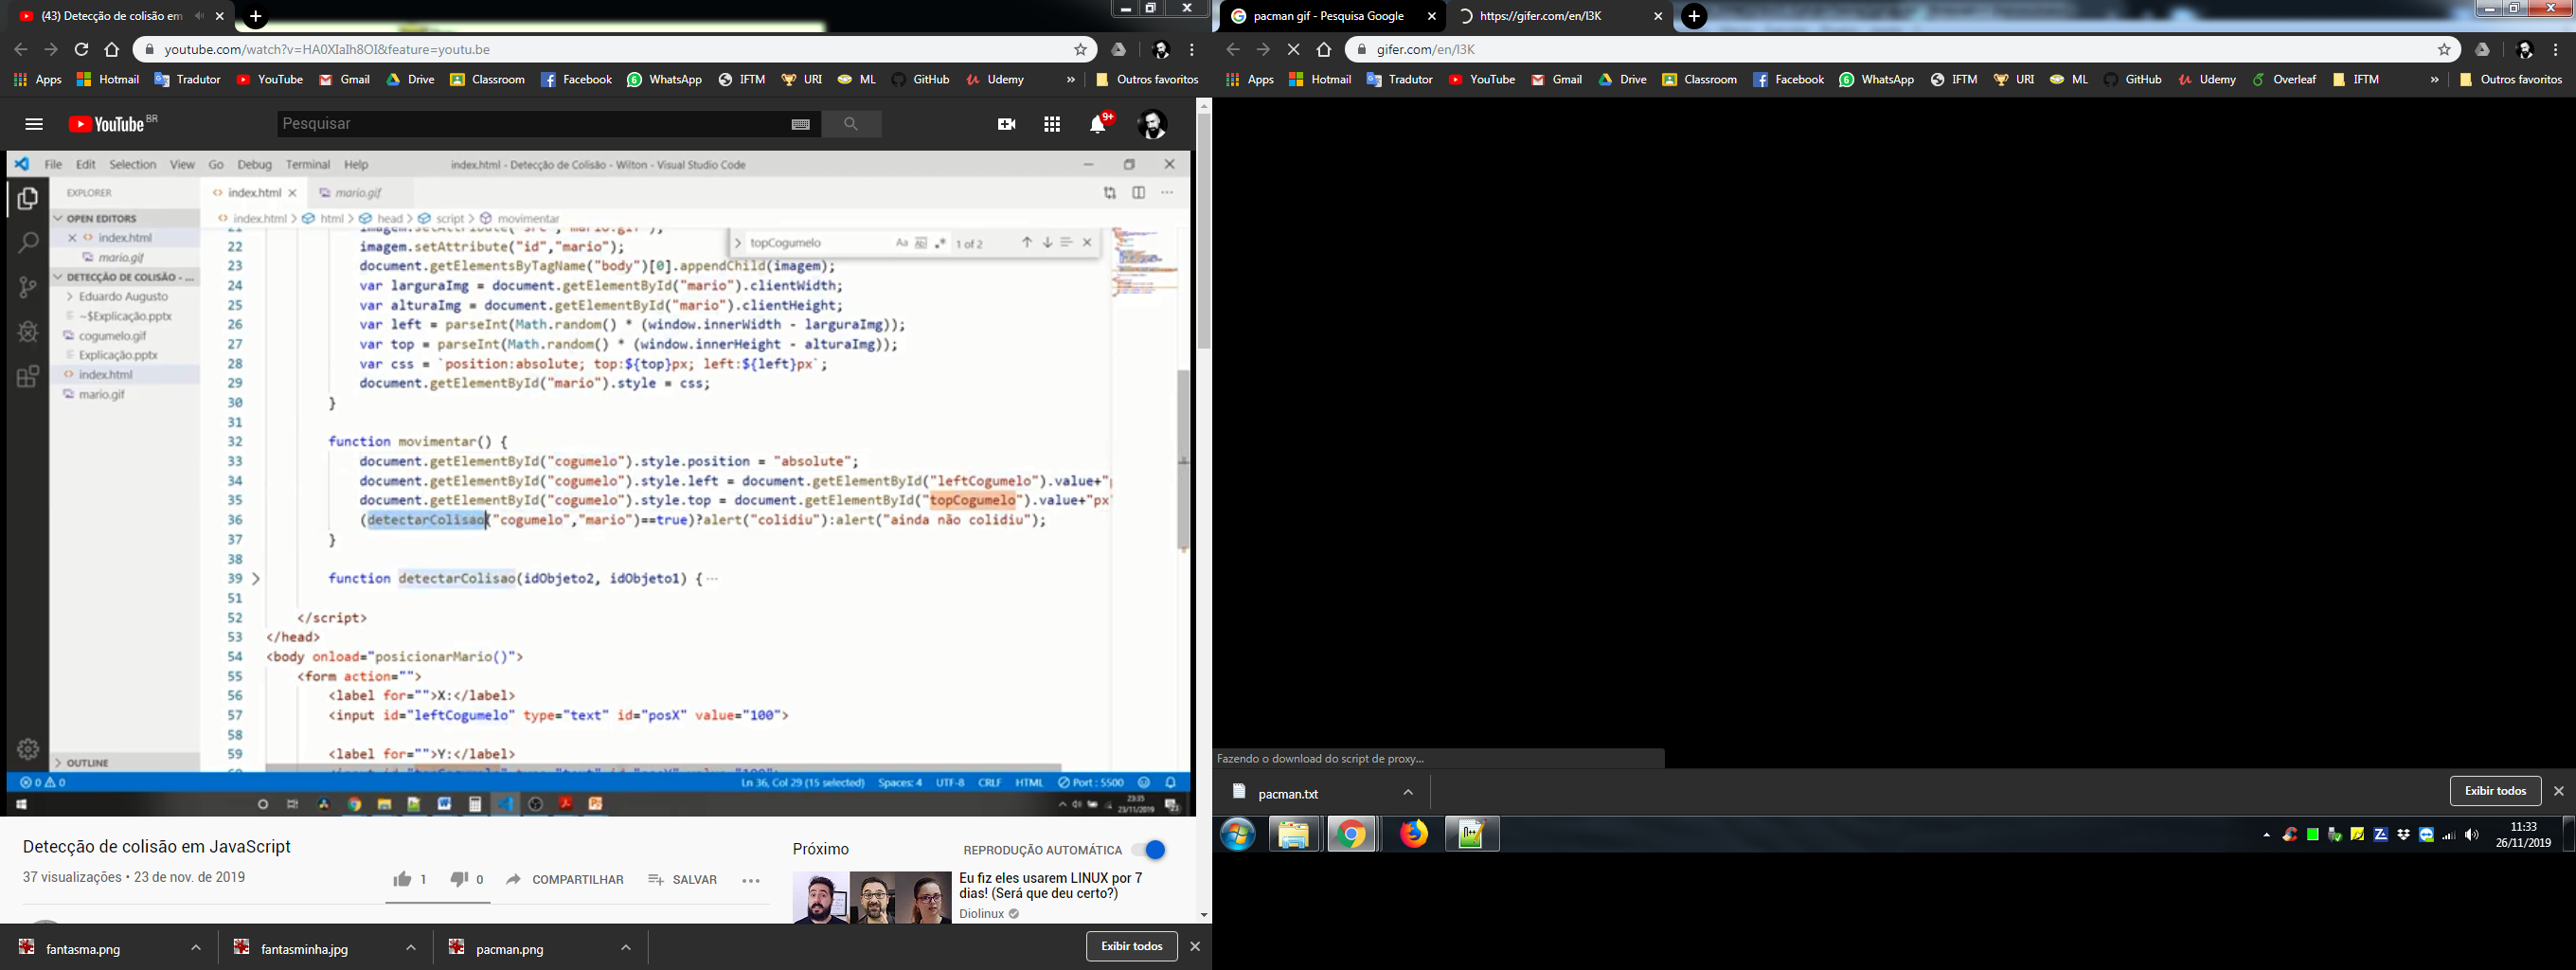 (43) Detecção de colisão em
youtube.com/watch?v=HA0XIaIh8OI&feature=youtu.be
Apps Hotmail Tradutor YouTube Gmail Drive Classroom Facebook WhatsApp IFTM URI ML GitHub Udemy » Outros favoritos
YouTube BR
Pesquisar
9+
File Edit Selection View Go Debug Terminal Help index.html - Detecção de Colisão - Wilton - Visual Studio Code
EXPLORER
index.html mario.gif
OPEN EDITORS
index.html
mario.gif
DETECÇÃO DE COLISÃO - ...
Eduardo Augusto
~$Explicação.pptx
cogumelo.gif
Explicação.pptx
index.html
mario.gif
OUTLINE
index.html > html > head > script > movimentar
topCogumelo Aa 1 of 2
21 imagem.setAttribute("src","mario.gif");
22 imagem.setAttribute("id","mario");
23 document.getElementsByTagName("body")[0].appendChild(imagem);
24 var larguraImg = document.getElementById("mario").clientWidth;
25 var alturaImg = document.getElementById("mario").clientHeight;
26 var left = parseInt(Math.random() * (window.innerWidth - larguraImg));
27 var top = parseInt(Math.random() * (window.innerHeight - alturaImg));
28 var css = `position:absolute; top:${top}px; left:${left}px`;
29 document.getElementById("mario").style = css;
30 }
31
32 function movimentar() {
33 document.getElementById("cogumelo").style.position = "absolute";
34 document.getElementById("cogumelo").style.left = document.getElementById("leftCogumelo").value+"p
35 document.getElementById("cogumelo").style.top = document.getElementById("topCogumelo").value+"px"
36 (detectarColisao("cogumelo","mario")==true)?alert("colidiu"):alert("ainda não colidiu");
37 }
38
39 function detectarColisao(idObjeto2, idObjeto1) { ...
51
52 </script>
53 </head>
54 <body onload="posicionarMario()">
55 <form action="">
56 <label for="">X:</label>
57 <input id="leftCogumelo" type="text" id="posX" value="100">
58
59 <label for="">Y:</label>
0 0 Ln 36, Col 29 (15 selected) Spaces: 4 UTF-8 CRLF HTML Port : 5500
23:35
23/11/2019
Detecção de colisão em JavaScript
37 visualizações • 23 de nov. de 2019
1 0 COMPARTILHAR SALVAR
Próximo REPRODUÇÃO AUTOMÁTICA
Eu fiz eles usarem LINUX por 7
dias! (Será que deu certo?)
Diolinux
fantasma.png fantasminha.jpg pacman.png Exibir todos
pacman gif - Pesquisa Google https://gifer.com/en/I3K
gifer.com/en/I3K
Apps Hotmail Tradutor YouTube Gmail Drive Classroom Facebook WhatsApp IFTM URI ML GitHub Udemy Overleaf IFTM » Outros favoritos
Fazendo o download do script de proxy...
pacman.txt Exibir todos
11:33
26/11/2019